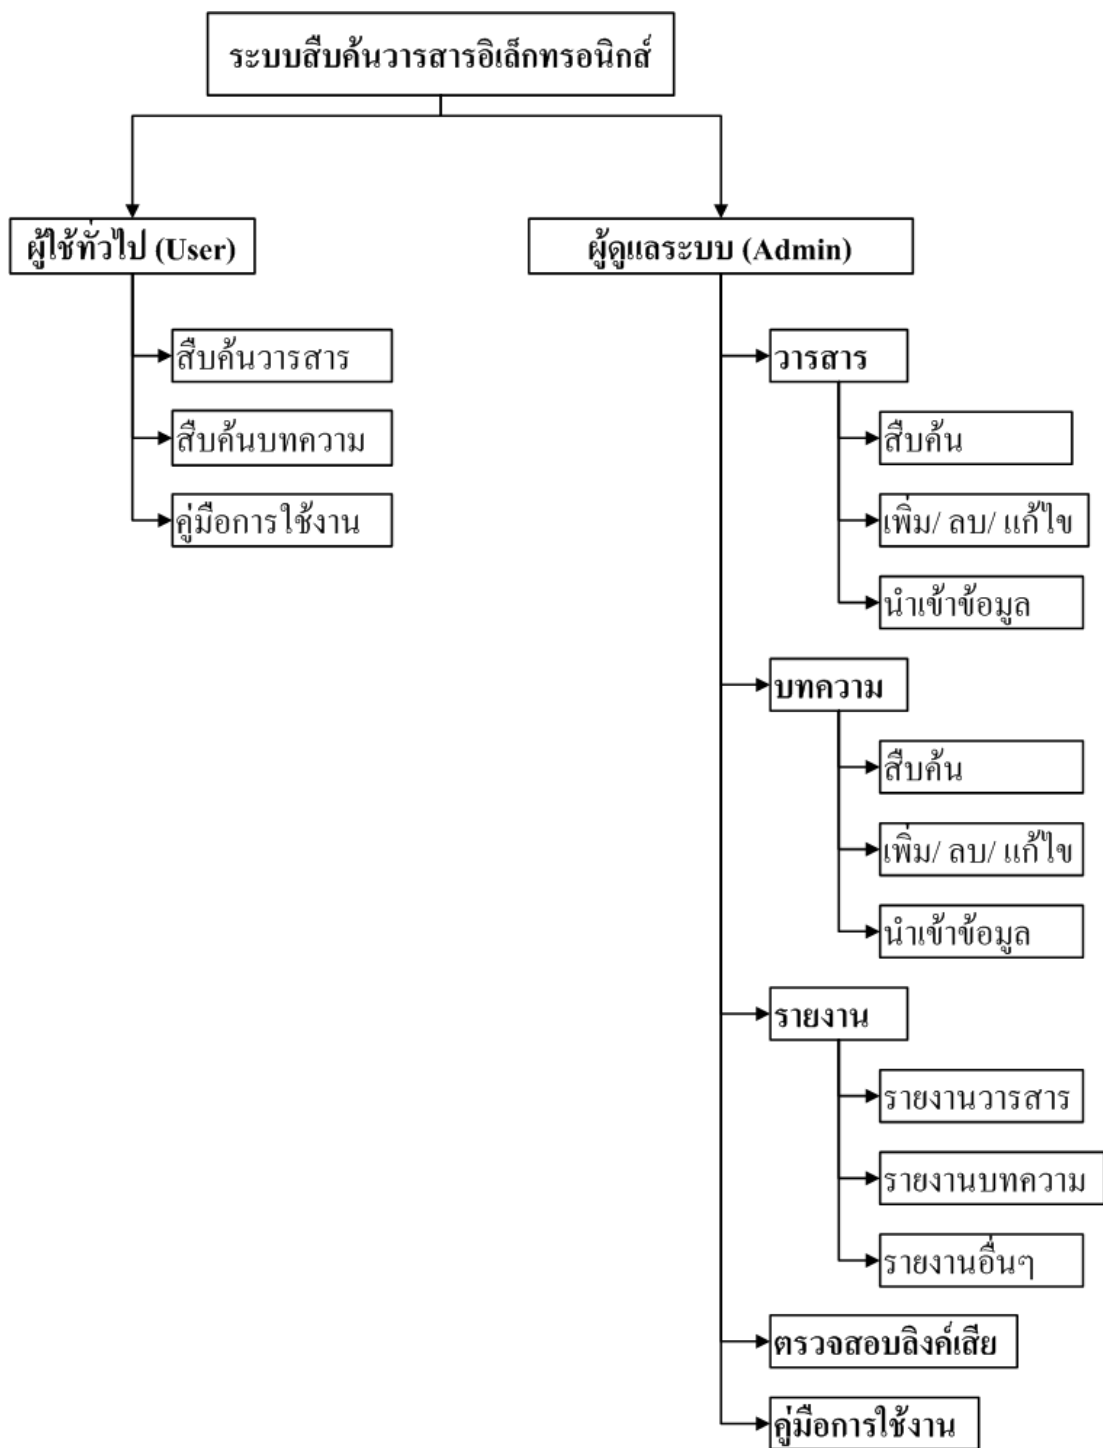 ระบบสืบค้นวารสารอิเล็กทรอนิกส์
ผู้ใช้ทั่วไป (User)
สืบค้นวารสาร
สืบค้นบทความ
คู่มือการใช้งาน
ผู้ดูแลระบบ (Admin)
วารสาร
สืบค้น
เพิ่ม/ ลบ/ แก้ไข
นำเข้าข้อมูล
บทความ
สืบค้น
เพิ่ม/ ลบ/ แก้ไข
นำเข้าข้อมูล
รายงาน
รายงานวารสาร
รายงานบทความ
รายงานอื่นๆ
ตรวจสอบลิงค์เสีย
คู่มือการใช้งาน